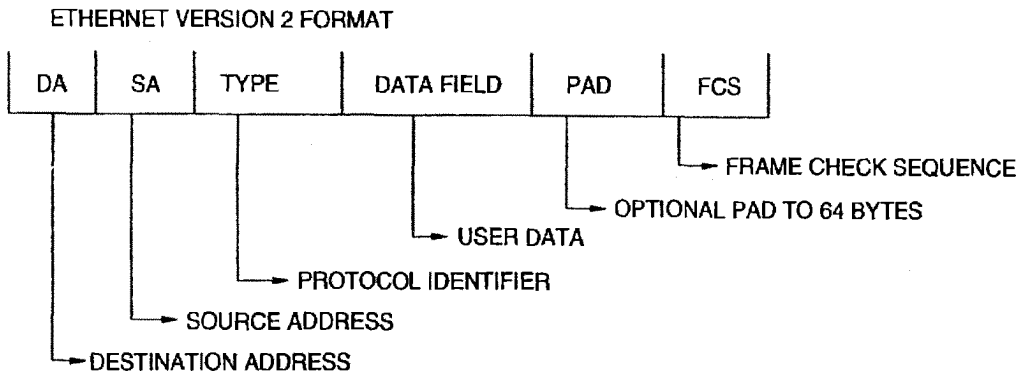 ETHERNET VERSION 2 FORMAT
DA SA TYPE DATA FIELD PAD FCS
FRAME CHECK SEQUENCE
OPTIONAL PAD TO 64 BYTES
USER DATA
PROTOCOL IDENTIFIER
SOURCE ADDRESS
DESTINATION ADDRESS